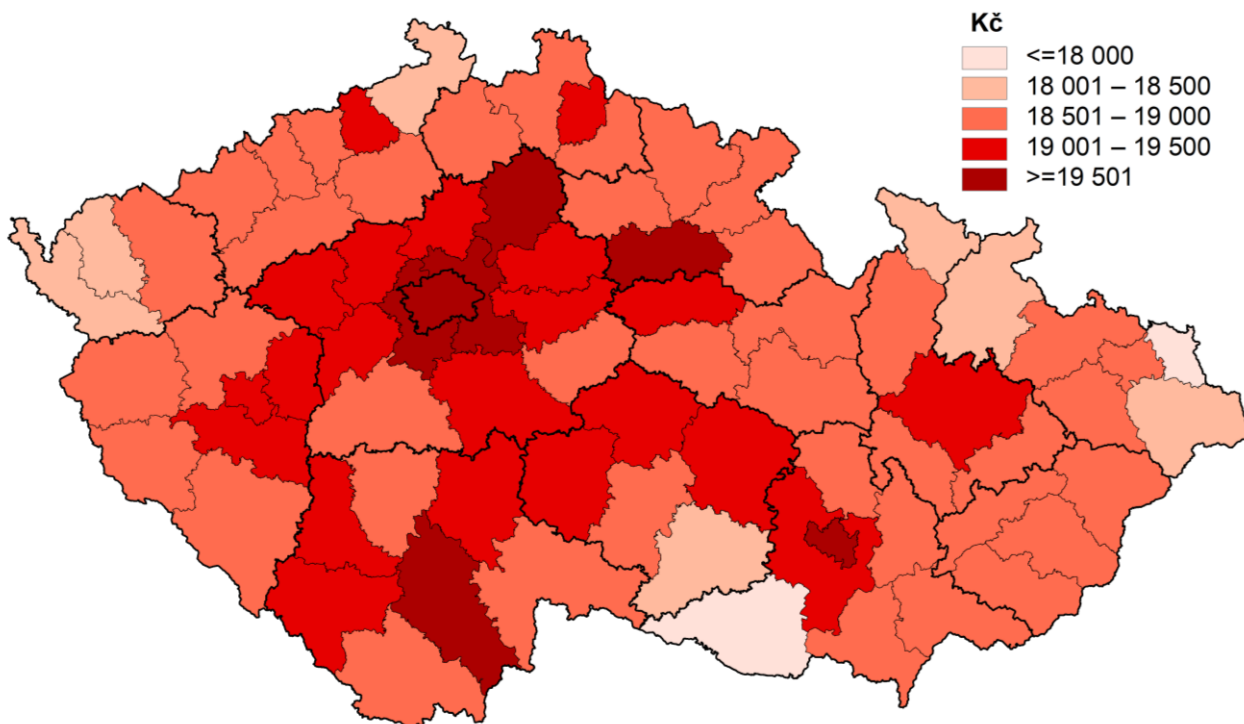 Kč
<=18 000
18 001 – 18 500
18 501 – 19 000
19 001 – 19 500
>=19 501